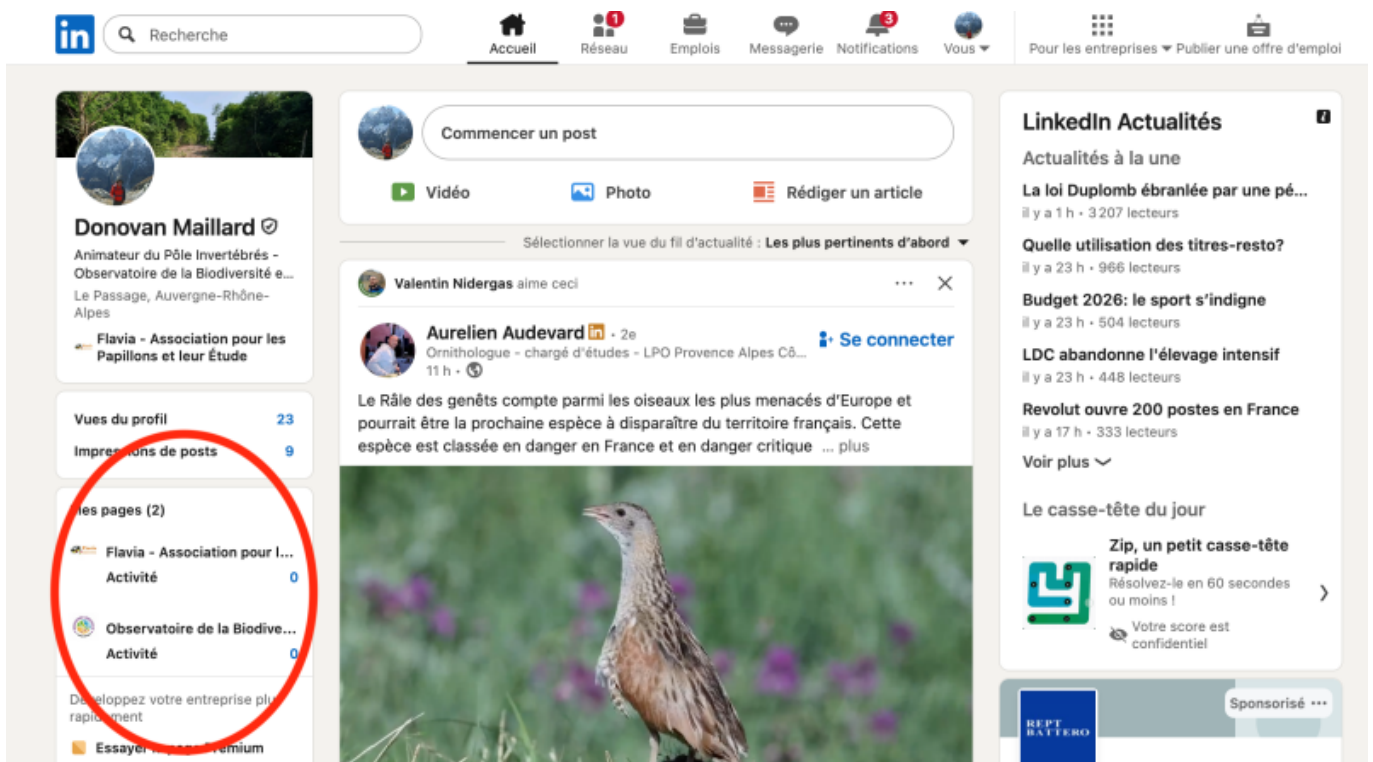 in
Recherche
Accueil
1
Réseau
Emplois
Messagerie
3
Notifications
Vous
Pour les entreprises
Publier une offre d'emploi
Donovan Maillard
Animateur du Pôle Invertébrés -
Observatoire de la Biodiversité e...
Le Passage, Auvergne-Rhône-
Alpes
Flavia - Association pour les
Papillons et leur Étude
Vues du profil 23
Impressions de posts 9
Mes pages (2)
Flavia - Association pour l...
Activité 0
Observatoire de la Biodive...
Activité 0
Développez votre entreprise plus
rapidement
Essayer la page Premium
Commencer un post
Vidéo
Photo
Rédiger un article
Sélectionner la vue du fil d'actualité : Les plus pertinents d'abord
Valentin Nidergas aime ceci
Aurelien Audevard in • 2e
Ornithologue - chargé d'études - LPO Provence Alpes Cô...
11 h •
Se connecter
Le Râle des genêts compte parmi les oiseaux les plus menacés d'Europe et
pourrait être la prochaine espèce à disparaître du territoire français. Cette
espèce est classée en danger en France et en danger critique ... plus
LinkedIn Actualités
Actualités à la une
La loi Duplomb ébranlée par une pé...
il y a 1 h • 3 207 lecteurs
Quelle utilisation des titres-resto?
il y a 23 h • 966 lecteurs
Budget 2026: le sport s'indigne
il y a 23 h • 504 lecteurs
LDC abandonne l'élevage intensif
il y a 23 h • 448 lecteurs
Revolut ouvre 200 postes en France
il y a 17 h • 333 lecteurs
Voir plus
Le casse-tête du jour
Zip, un petit casse-tête
rapide
Résolvez-le en 60 secondes
ou moins !
Votre score est
confidentiel
Sponsorisé
REPT
BATTERO